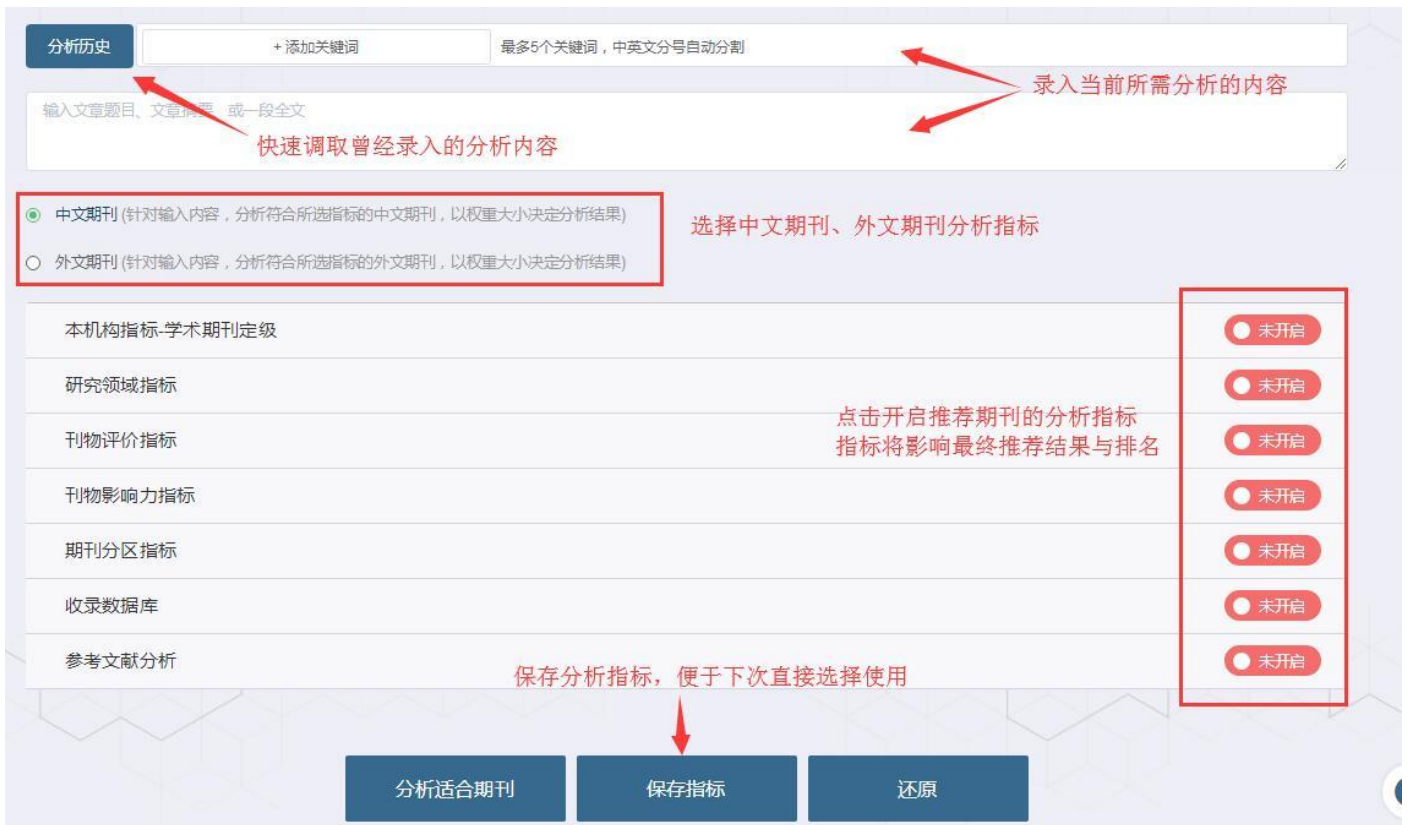 分析历史
+ 添加关键词
最多5个关键词，中英文分号自动分割
录入当前所需分析的内容
输入文章题目、文章摘要、或一段全文
快速调取曾经录入的分析内容
中文期刊 (针对输入内容，分析符合所选指标的中文期刊，以权重大小决定分析结果)
选择中文期刊、外文期刊分析指标
外文期刊 (针对输入内容，分析符合所选指标的外文期刊，以权重大小决定分析结果)
本机构指标-学术期刊定级
未开启
研究领域指标
未开启
点击开启推荐期刊的分析指标
刊物评价指标
指标将影响最终推荐结果与排名
未开启
刊物影响力指标
未开启
期刊分区指标
未开启
收录数据库
未开启
参考文献分析
未开启
保存分析指标，便于下次直接选择使用
分析适合期刊
保存指标
还原